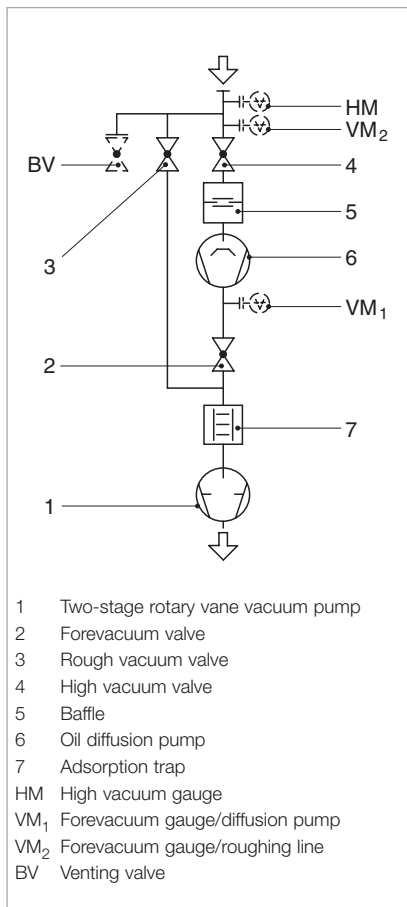 HM
VM₂
BV
4
5
3
6
VM₁
2
7
1
1 Two-stage rotary vane vacuum pump
2 Forevacuum valve
3 Rough vacuum valve
4 High vacuum valve
5 Baffle
6 Oil diffusion pump
7 Adsorption trap
HM High vacuum gauge
VM₁ Forevacuum gauge/diffusion pump
VM₂ Forevacuum gauge/roughing line
BV Venting valve